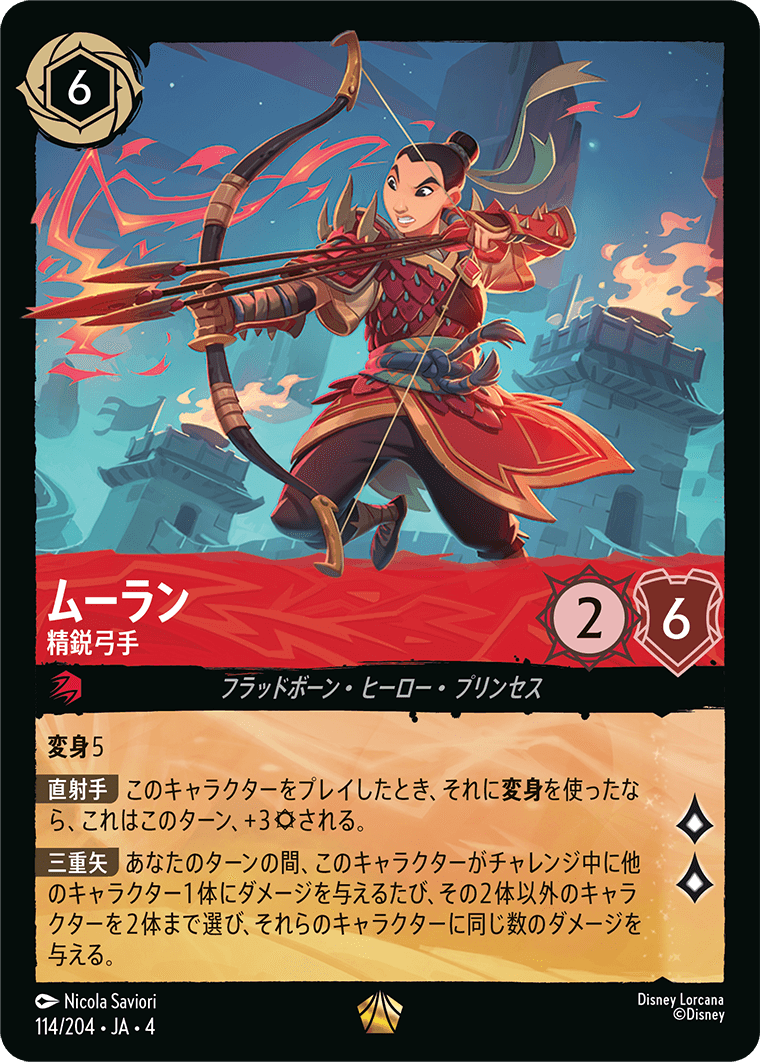 6
ムーラン
精鋭弓手
2
6
フラッドボーン・ヒーロー・プリンセス
変身5
直射手 このキャラクターをプレイしたとき、それに変身を使ったな
ら、これはこのターン、+3される。
三重矢 あなたのターンの間、このキャラクターがチャレンジ中に他
のキャラクター1体にダメージを与えるたび、その2体以外のキャラ
クターを2体まで選び、それらのキャラクターに同じ数のダメージを
与える。
Nicola Saviori
114/204・JA・4
Disney Lorcana
©Disney